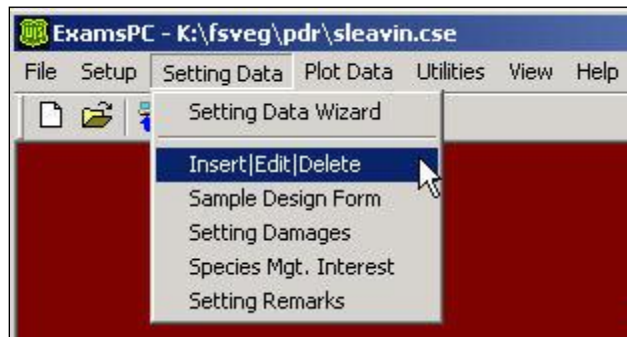 ExamsPC - K:\fsveg\pdr\sleavin.cse
File Setup Setting Data Plot Data Utilities View Help
Setting Data Wizard
Insert|Edit|Delete
Sample Design Form
Setting Damages
Species Mgt. Interest
Setting Remarks